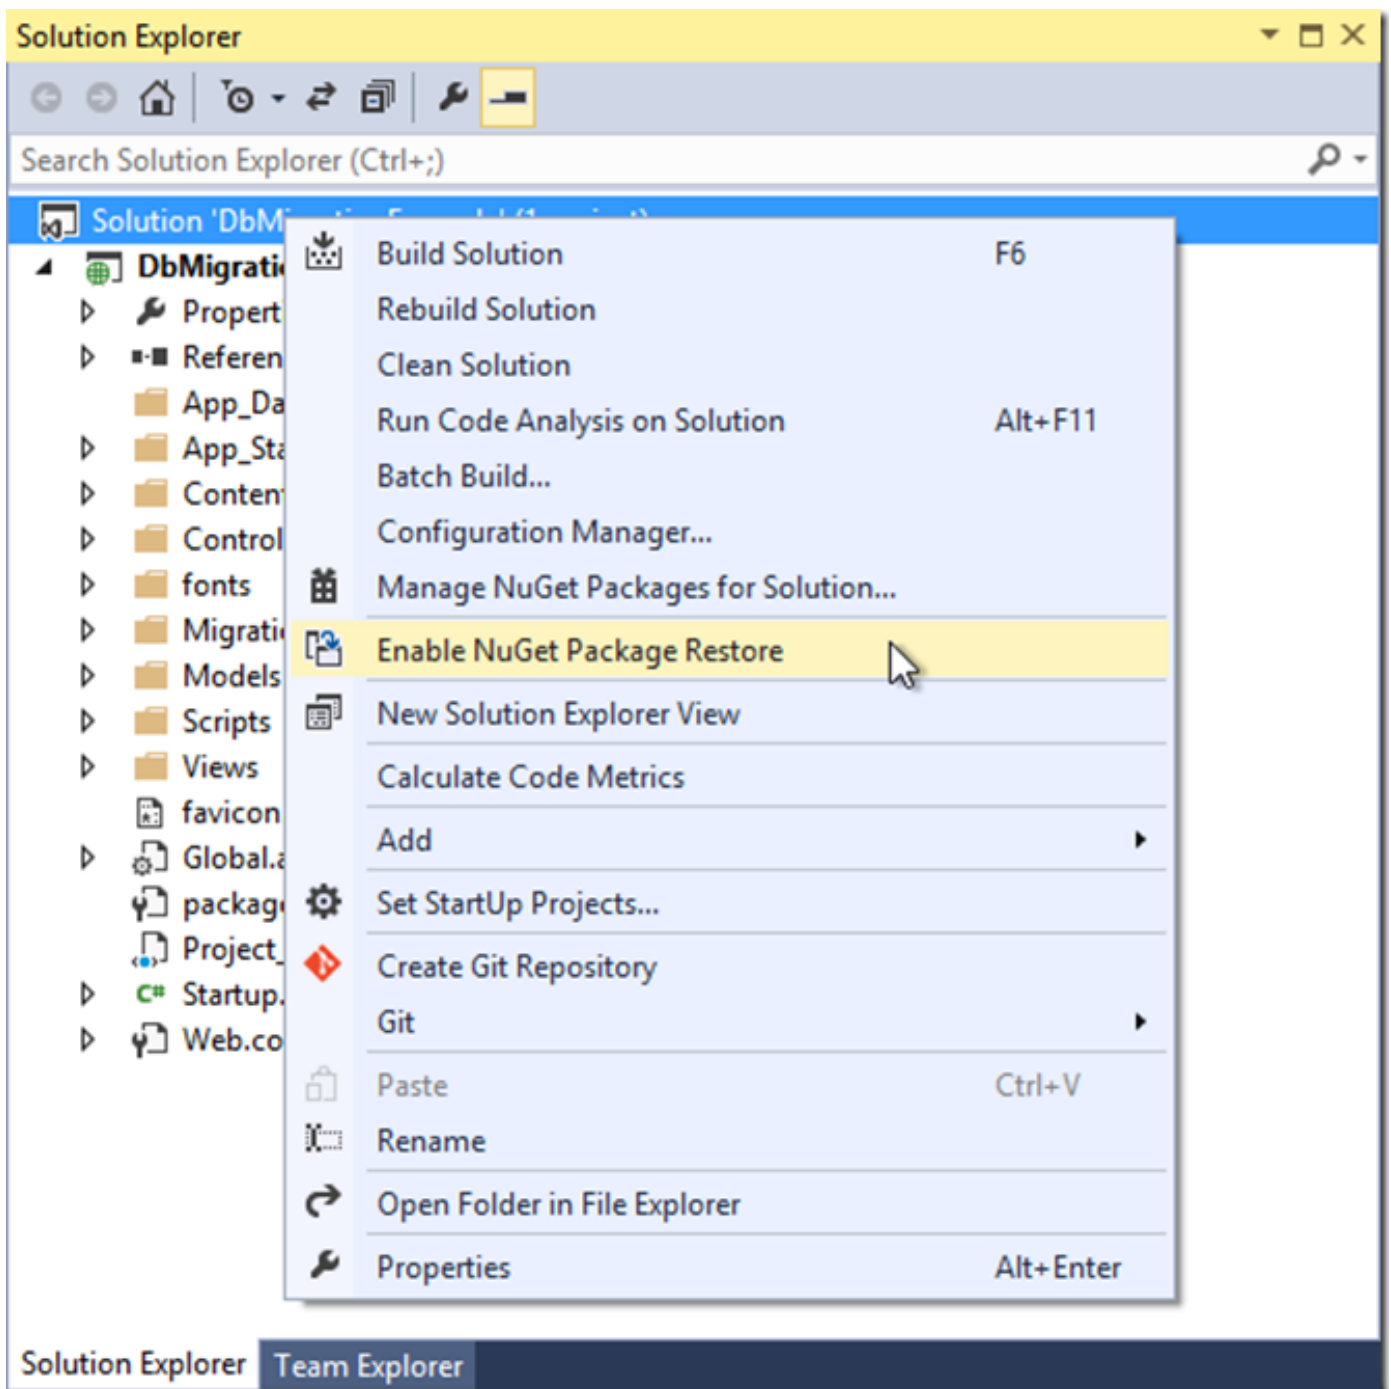 Solution Explorer
Search Solution Explorer (Ctrl+;)
Solution 'DbM
DbMigrati
Propert
Referen
App_Da
App_Sta
Conten
Control
fonts
Migrati
Models
Scripts
Views
favicon
Global.a
packag
Project_
C# Startup.
Web.co
Build Solution F6
Rebuild Solution
Clean Solution
Run Code Analysis on Solution Alt+F11
Batch Build...
Configuration Manager...
Manage NuGet Packages for Solution...
Enable NuGet Package Restore
New Solution Explorer View
Calculate Code Metrics
Add
Set StartUp Projects...
Create Git Repository
Git
Paste Ctrl+V
Rename
Open Folder in File Explorer
Properties Alt+Enter
Solution Explorer Team Explorer